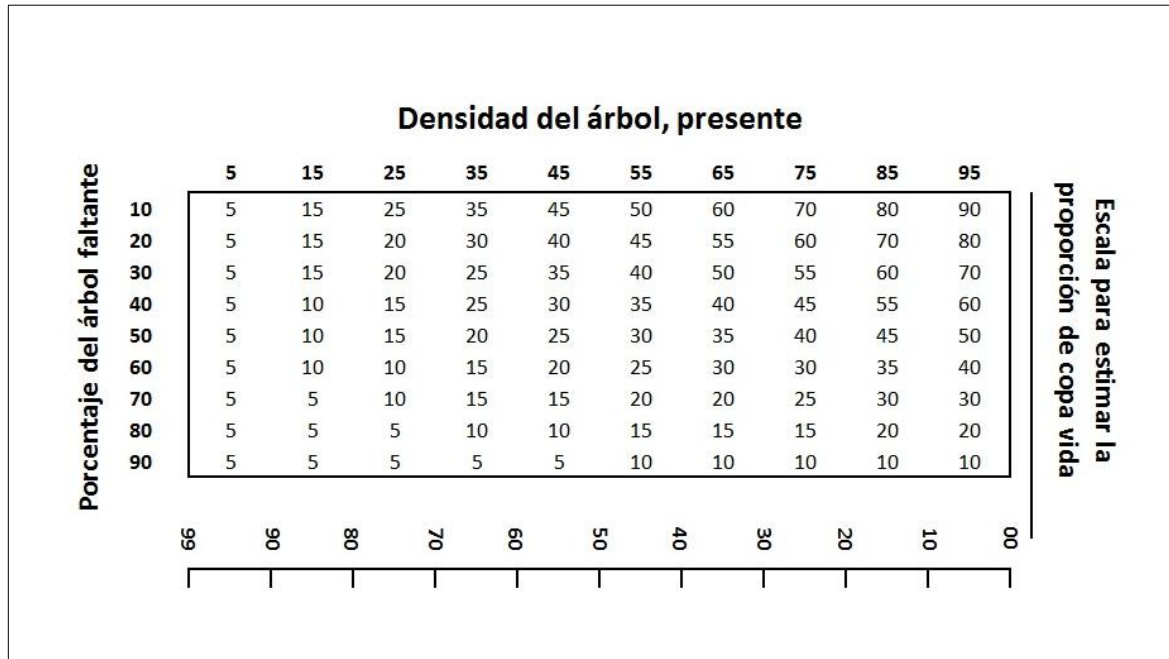 Densidad del árbol, presente
Porcentaje del árbol faltante
5 15 25 35 45 55 65 75 85 95
10 5 15 25 35 45 50 60 70 80 90
20 5 15 20 30 40 45 55 60 70 80
30 5 15 20 25 35 40 50 55 60 70
40 5 10 15 25 30 35 40 45 55 60
50 5 10 15 20 25 30 35 40 45 50
60 5 10 10 15 20 25 30 30 35 40
70 5 5 10 15 15 20 20 25 30 30
80 5 5 5 10 10 15 15 15 20 20
90 5 5 5 5 5 10 10 10 10 10
Escala para estimar la
proporción de copa vida
99 90 80 70 60 50 40 30 20 10 00